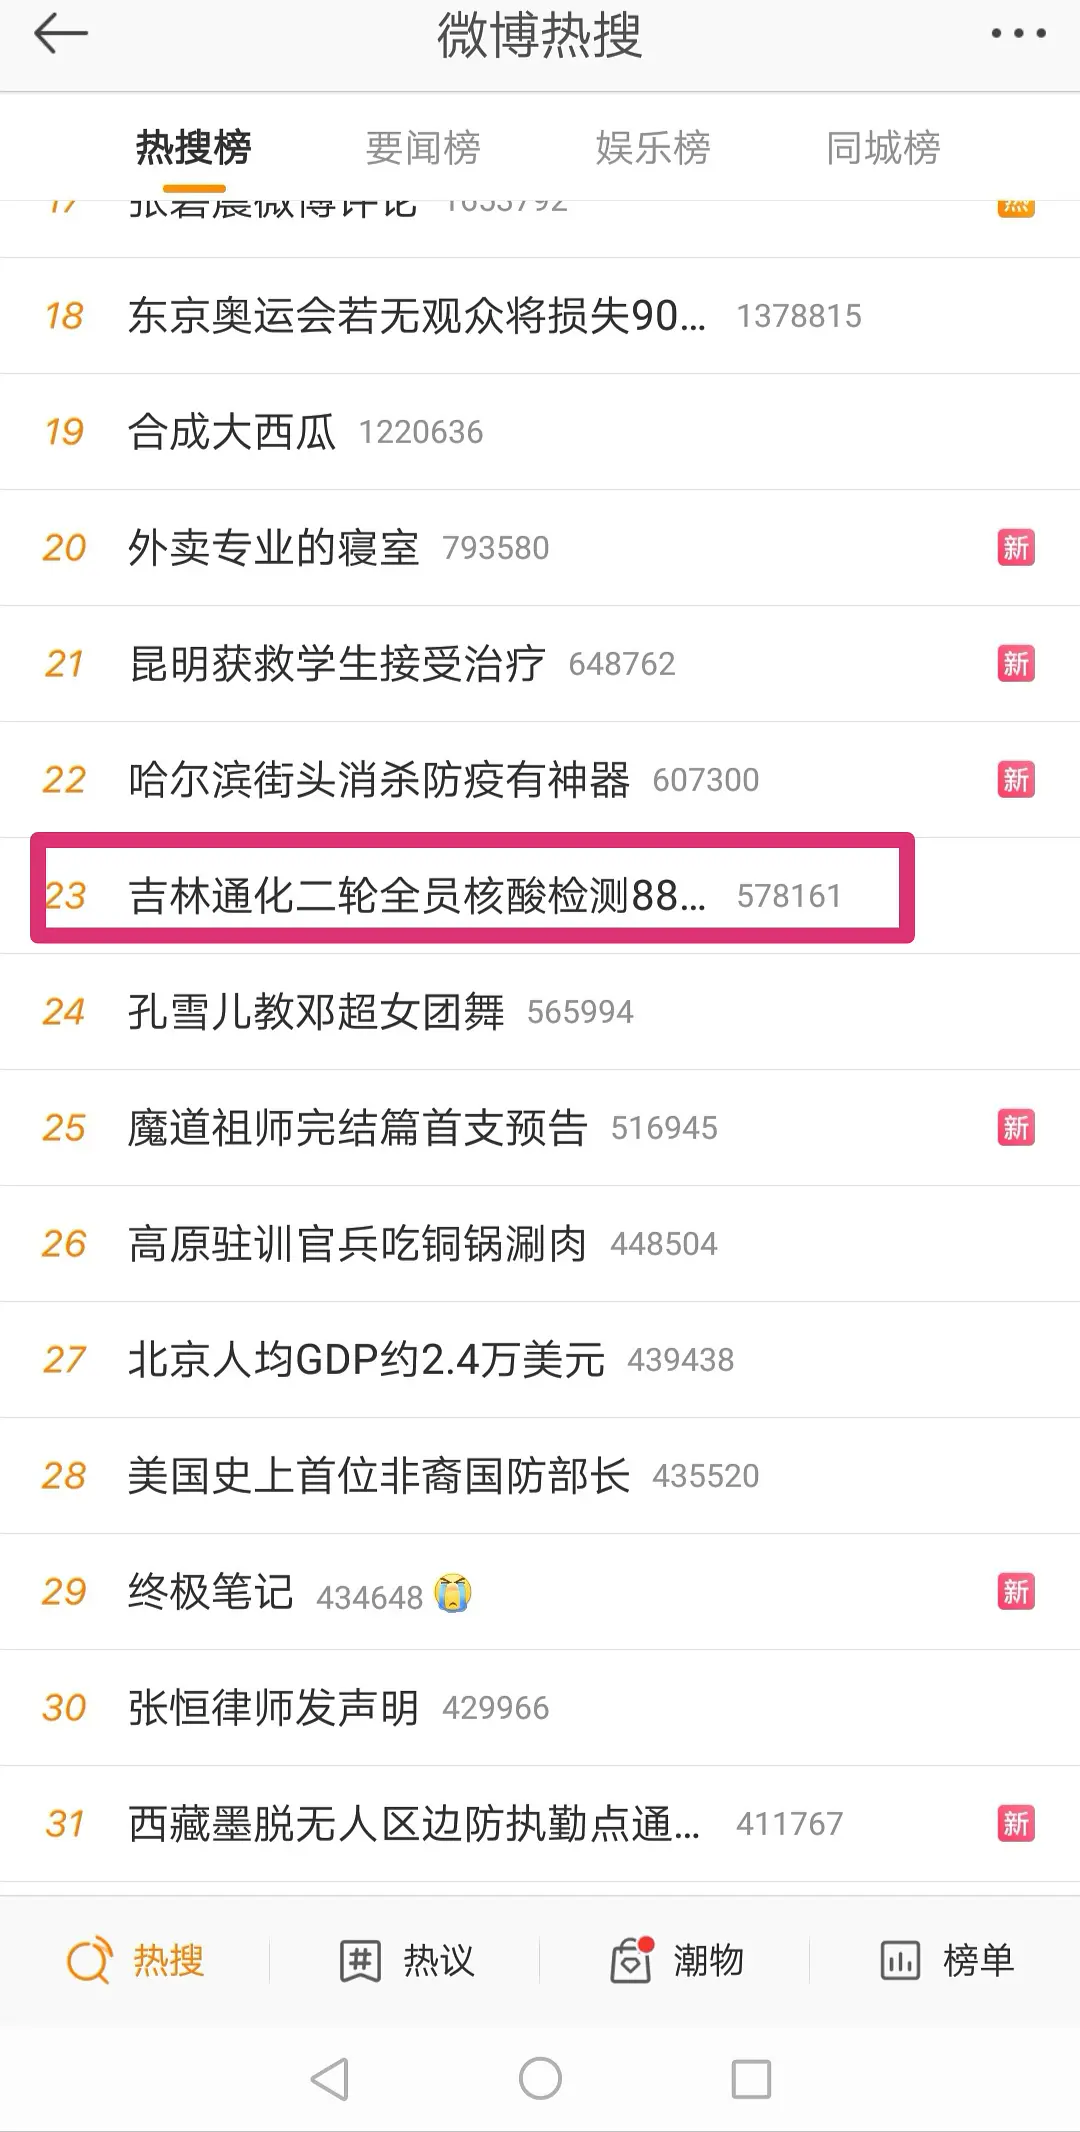 微博热搜
热搜榜 要闻榜 娱乐榜 同城榜
17 张碧晨微博评论 1653792 热
18 东京奥运会若无观众将损失90... 1378815
19 合成大西瓜 1220636
20 外卖专业的寝室 793580 新
21 昆明获救学生接受治疗 648762 新
22 哈尔滨街头消杀防疫有神器 607300 新
23 吉林通化二轮全员核酸检测88... 578161
24 孔雪儿教邓超女团舞 565994
25 魔道祖师完结篇首支预告 516945 新
26 高原驻训官兵吃铜锅涮肉 448504
27 北京人均GDP约2.4万美元 439438
28 美国史上首位非裔国防部长 435520
29 终极笔记 434648 新
30 张恒律师发声明 429966
31 西藏墨脱无人区边防执勤点通... 411767 新
热搜 热议 潮物 榜单